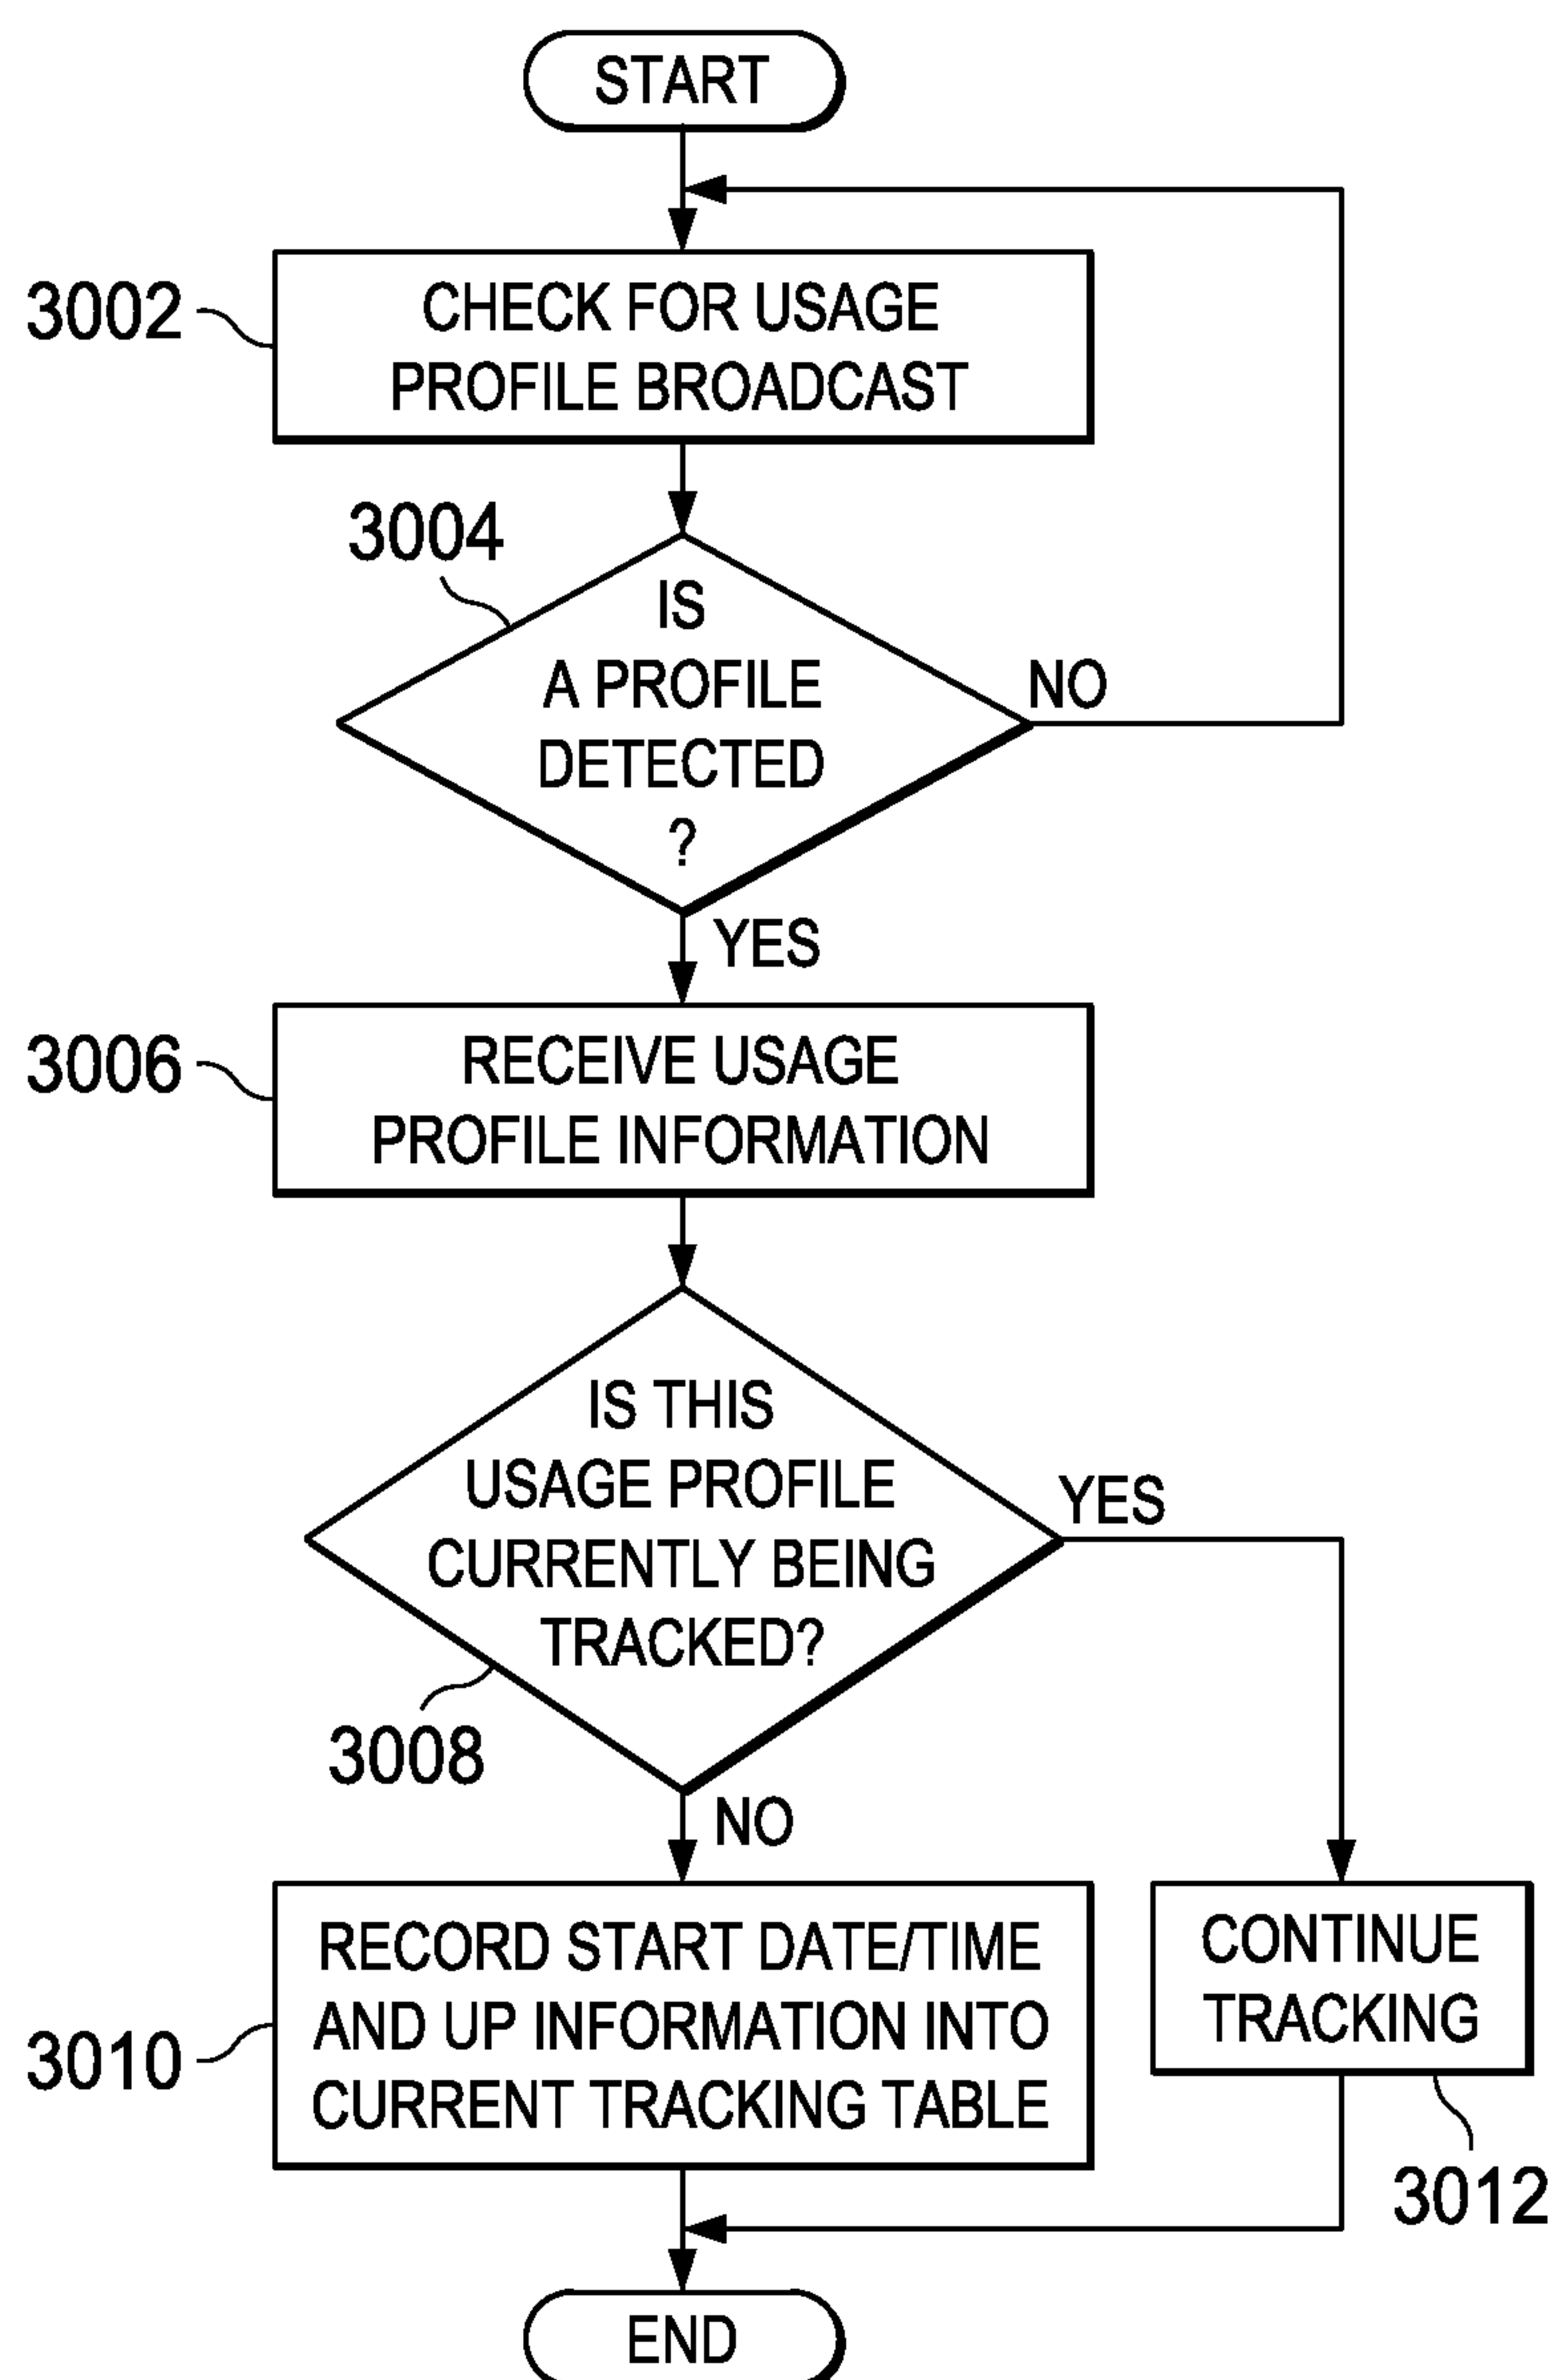 START
3002
CHECK FOR USAGE
PROFILE BROADCAST
3004
IS
A PROFILE
DETECTED
?
NO
YES
3006
RECEIVE USAGE
PROFILE INFORMATION
IS THIS
USAGE PROFILE
CURRENTLY BEING
TRACKED?
YES
3008
NO
3010
RECORD START DATE/TIME
AND UP INFORMATION INTO
CURRENT TRACKING TABLE
CONTINUE
TRACKING
3012
END